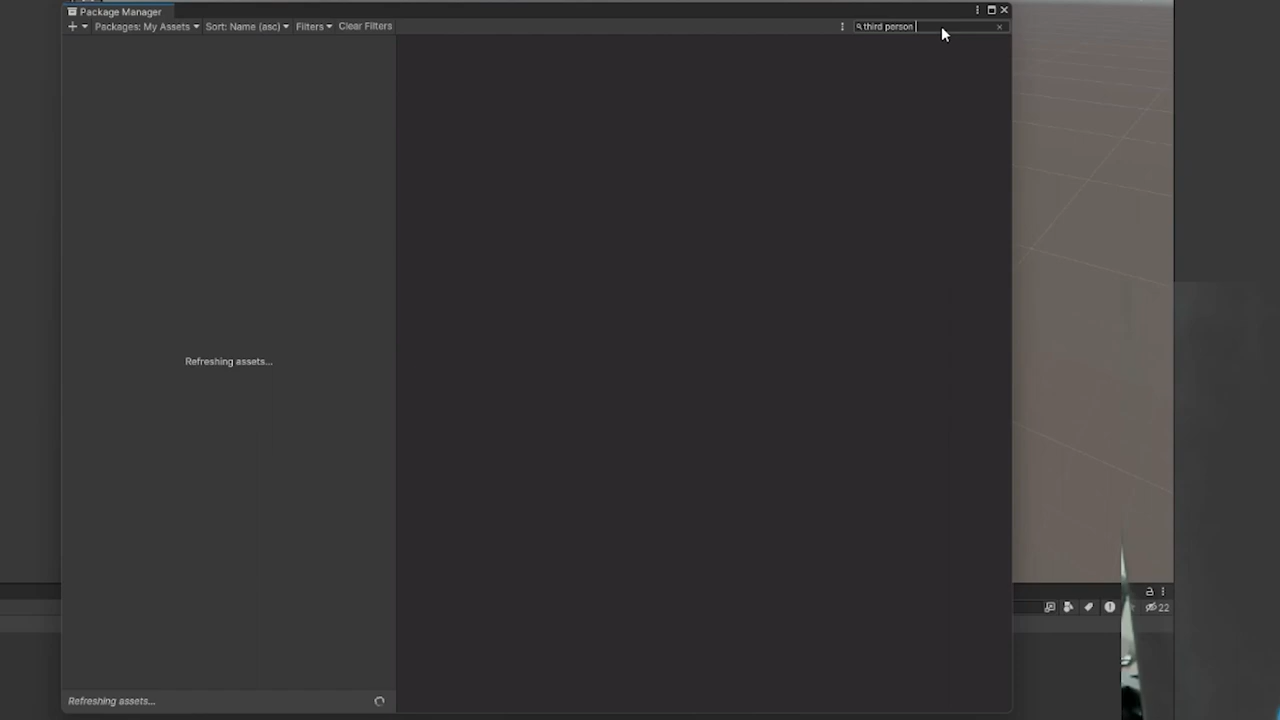 Package Manager
Packages: My Assets Sort: Name (asc) Filters Clear Filters third person
Refreshing assets...
22
Refreshing assets...